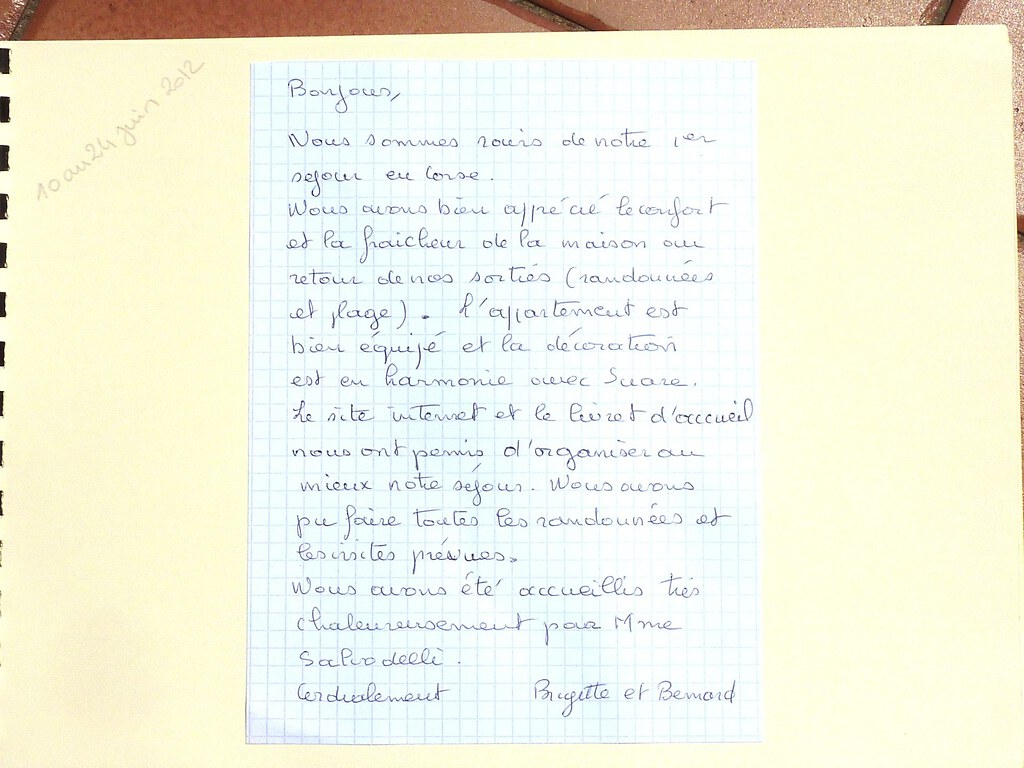 10 au 24 juin 2012
Bonjour,
Nous sommes ravis de notre 1er
sejour en Corse.
Nous avons bien apprécié le confort
et la fraicheur de la maison au
retour de nos sorties (randonnées
et plage). L'appartement est
bien équipé et la décoration
est en harmonie avec Suare.
Le site internet et le livret d'accueil
nous ont permis d'organiser au
mieux notre séjour. Nous avons
pu faire toutes les randonnées et
les visites prévues.
Nous avons été accueillis très
chaleureusement par Mme
Salvodelli.
Cordialement Brigitte et Bernard